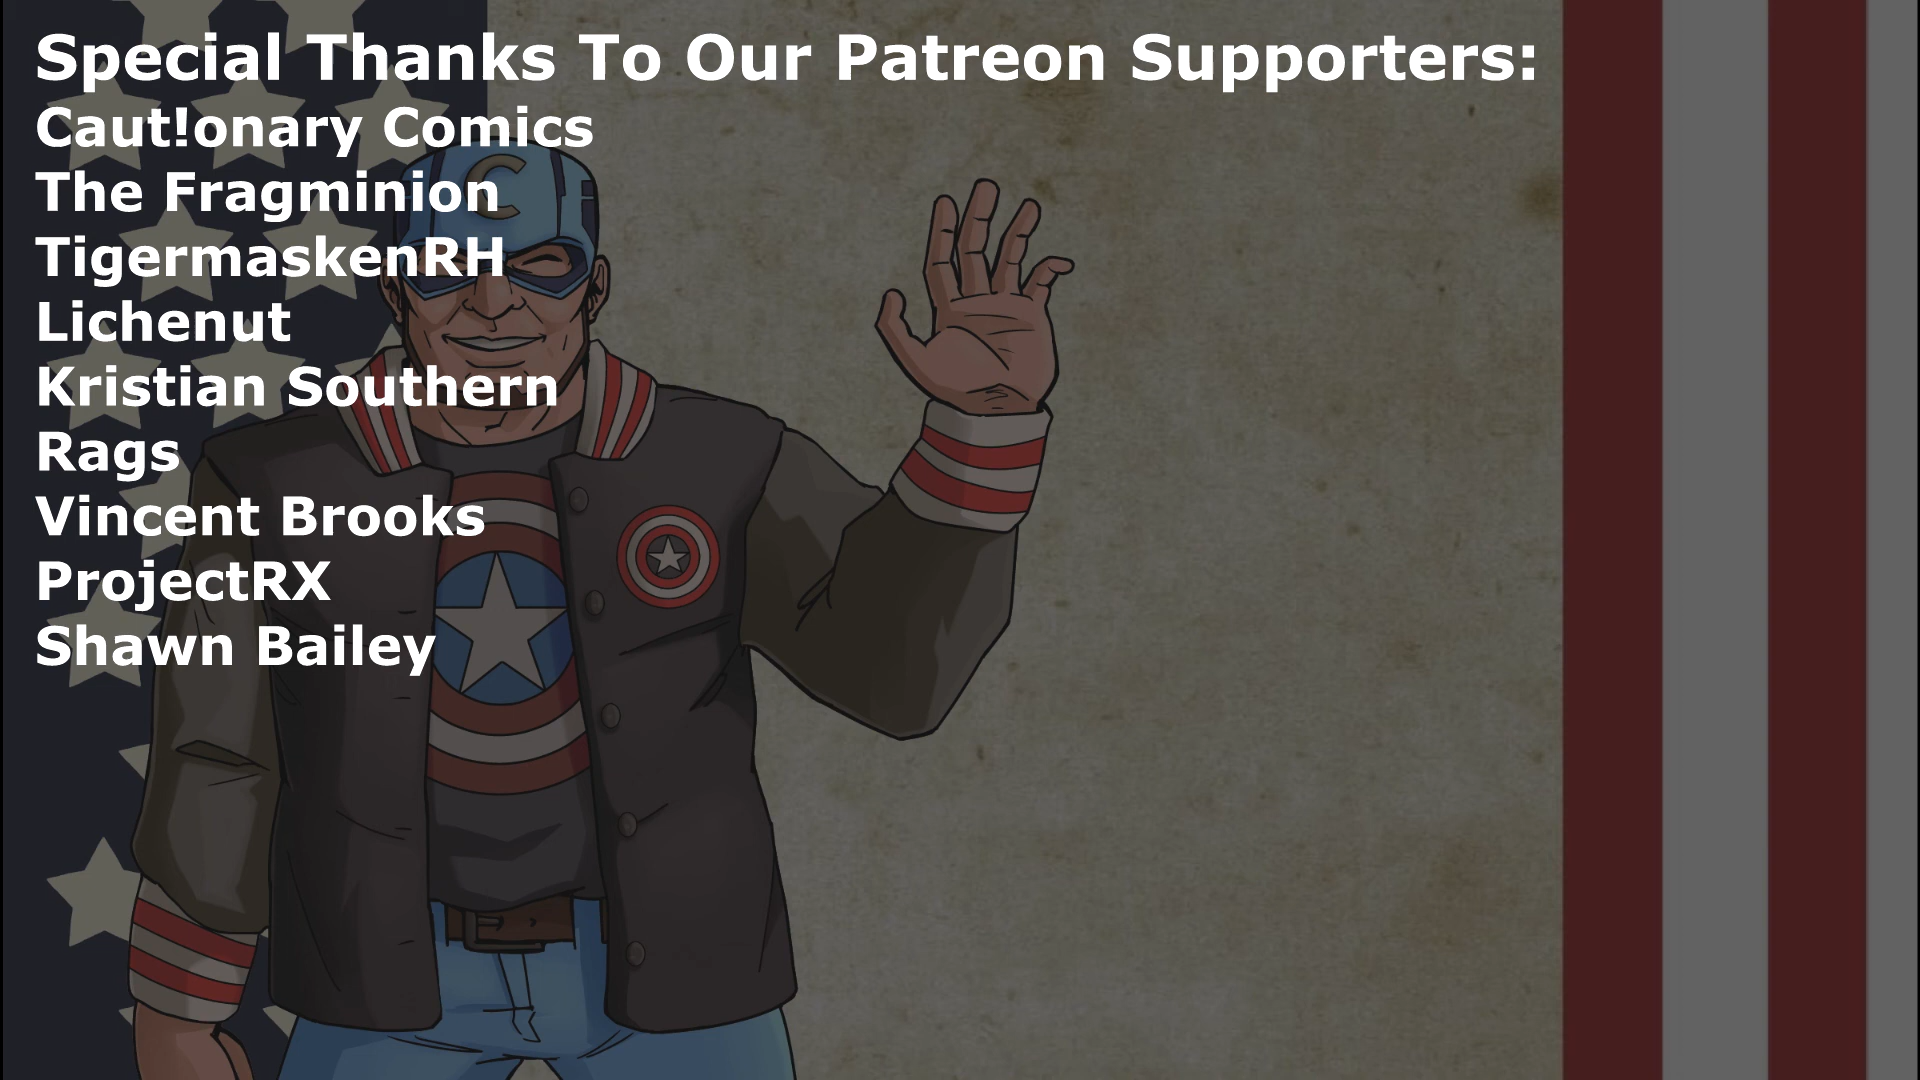 Special Thanks To Our Patreon Supporters:
Caut!onary Comics
The Fragminion
TigermaskenRH
Lichenut
Kristian Southern
Rags
Vincent Brooks
ProjectRX
Shawn Bailey
C